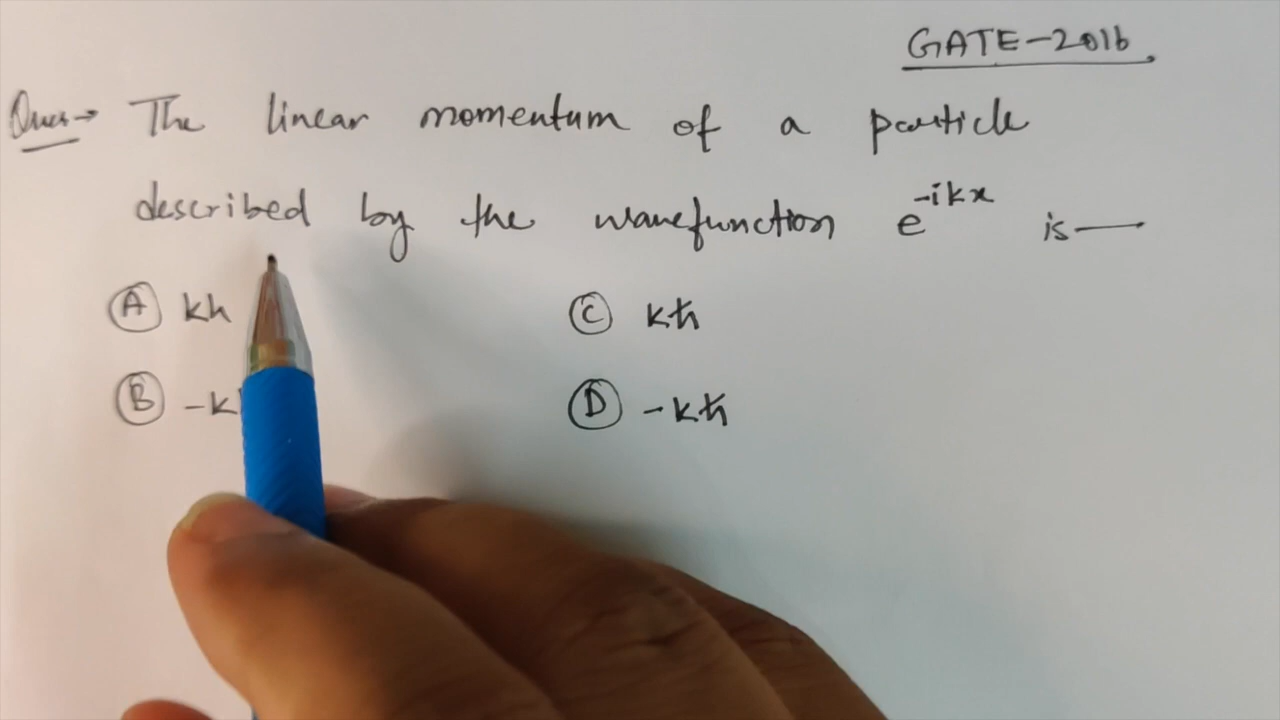 GATE-2016
Ques→ The linear momentum of a particle
described by the wavefunction e^-ikx is —
Ⓐ kh
Ⓒ kħ
Ⓑ
Ⓓ -kħ